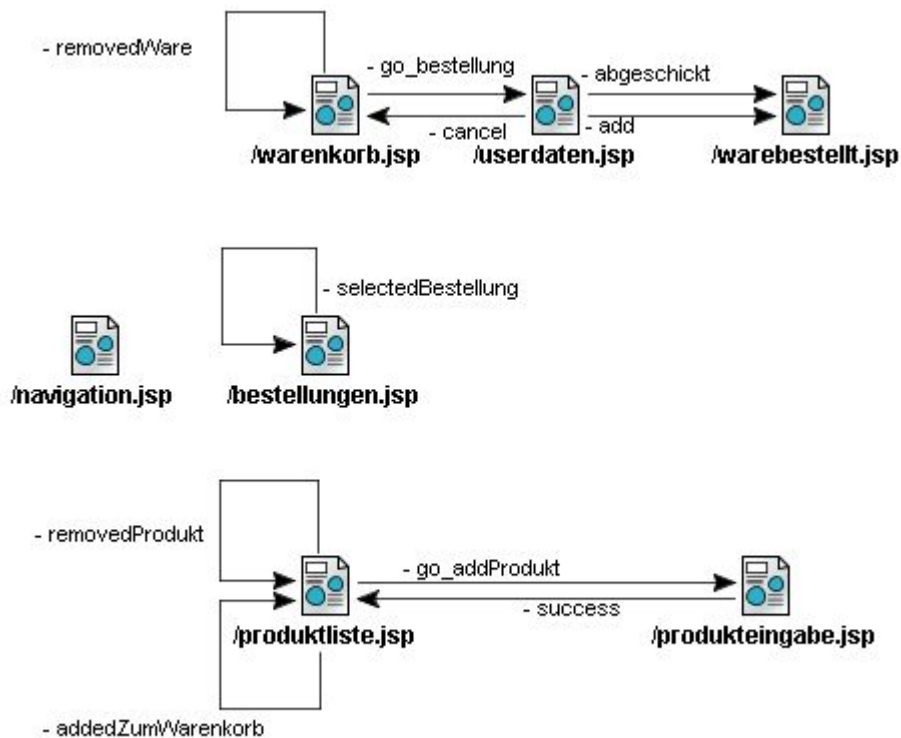 - removedWare
- go_bestellung
- abgeschickt
- cancel
- add
/warenkorb.jsp
/userdaten.jsp
/warebestellt.jsp
- selectedBestellung
/navigation.jsp
/bestellungen.jsp
- removedProdukt
- go_addProdukt
- success
/produktliste.jsp
/produkteingabe.jsp
- addedZumWarenkorb